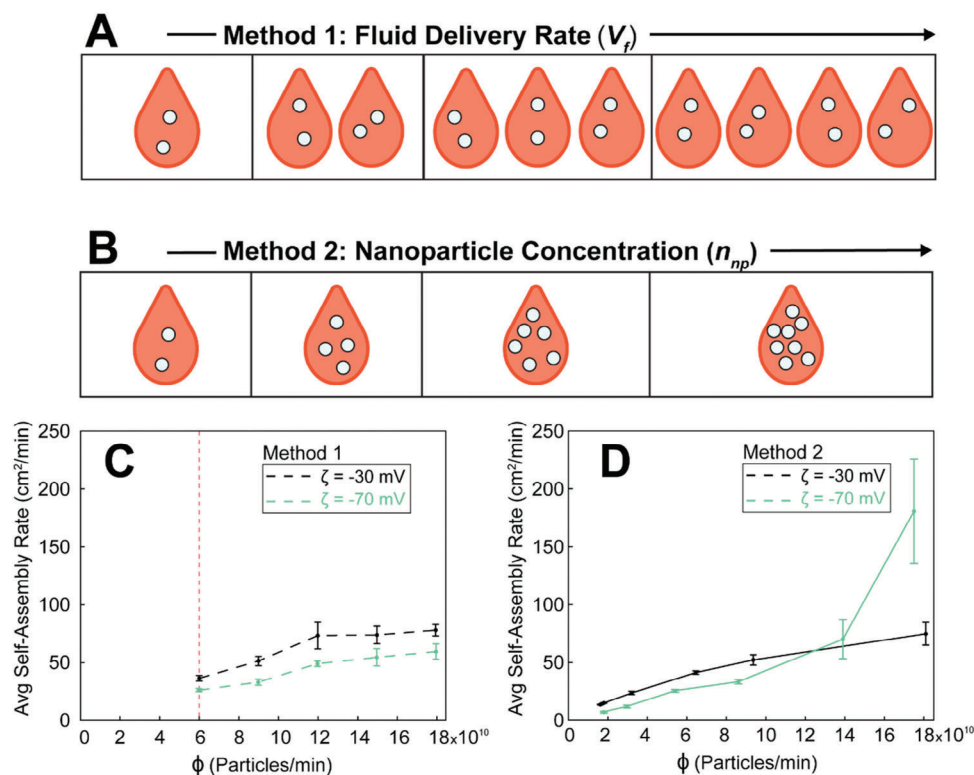 A
Method 1: Fluid Delivery Rate (Vf)
B
Method 2: Nanoparticle Concentration (nnp)
C
Method 1
ζ = -30 mV
ζ = -70 mV
250
200
150
100
50
0
Avg Self-Assembly Rate (cm²/min)
0 2 4 6 8 10 12 14 16 18x10¹⁰
ϕ (Particles/min)
D
Method 2
ζ = -30 mV
ζ = -70 mV
250
200
150
100
50
0
Avg Self-Assembly Rate (cm²/min)
0 2 4 6 8 10 12 14 16 18x10¹⁰
ϕ (Particles/min)